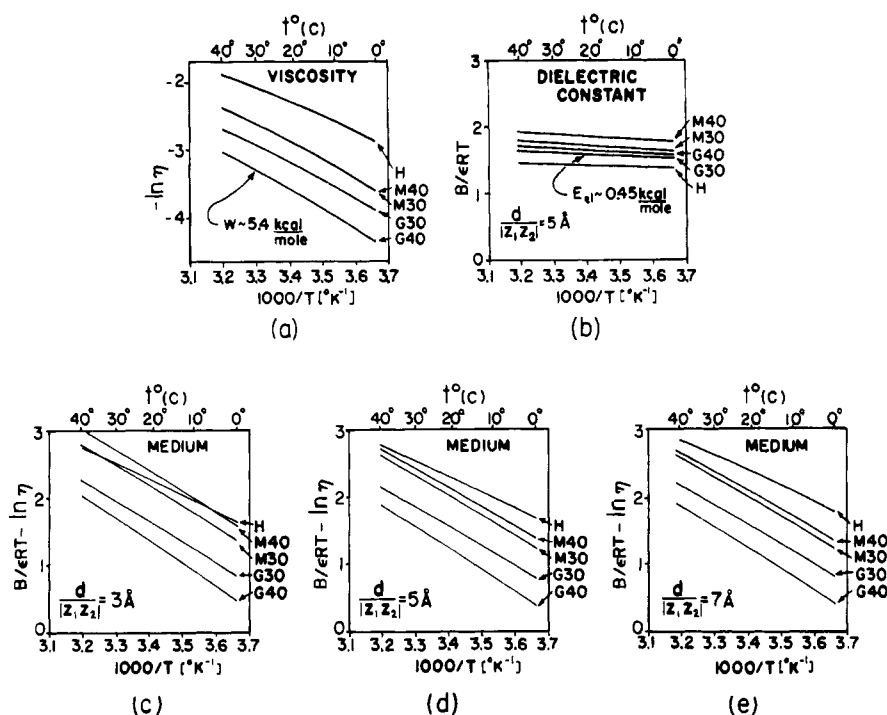 t°(C)
40° 30° 20° 10° 0°
VISCOSITY
-2
-3
-4
- ln η
H
M40
M30
G30
G40
W~5.4 kcal/mole
3.1 3.2 3.3 3.4 3.5 3.6 3.7
1000/T [°K⁻¹]
(a)
t°(C)
40° 30° 20° 10° 0°
DIELECTRIC
CONSTANT
3
2
1
0
B/εRT
M40
M30
G40
G30
H
E_el~0.45 kcal/mole
d/|Z₁Z₂| = 5 Å
3.1 3.2 3.3 3.4 3.5 3.6 3.7
1000/T [°K⁻¹]
(b)
t°(C)
40° 30° 20° 10° 0°
MEDIUM
3
2
1
0
B/εRT - ln η
H
M40
M30
G30
G40
d/|Z₁Z₂| = 3 Å
3.1 3.2 3.3 3.4 3.5 3.6 3.7
1000/T [°K⁻¹]
(c)
t°(C)
40° 30° 20° 10° 0°
MEDIUM
3
2
1
0
B/εRT - ln η
H
M40
M30
G30
G40
d/|Z₁Z₂| = 5 Å
3.1 3.2 3.3 3.4 3.5 3.6 3.7
1000/T [°K⁻¹]
(d)
t°(C)
40° 30° 20° 10° 0°
MEDIUM
3
2
1
0
B/εRT - ln η
H
M40
M30
G30
G40
d/|Z₁Z₂| = 7 Å
3.1 3.2 3.3 3.4 3.5 3.6 3.7
1000/T [°K⁻¹]
(e)